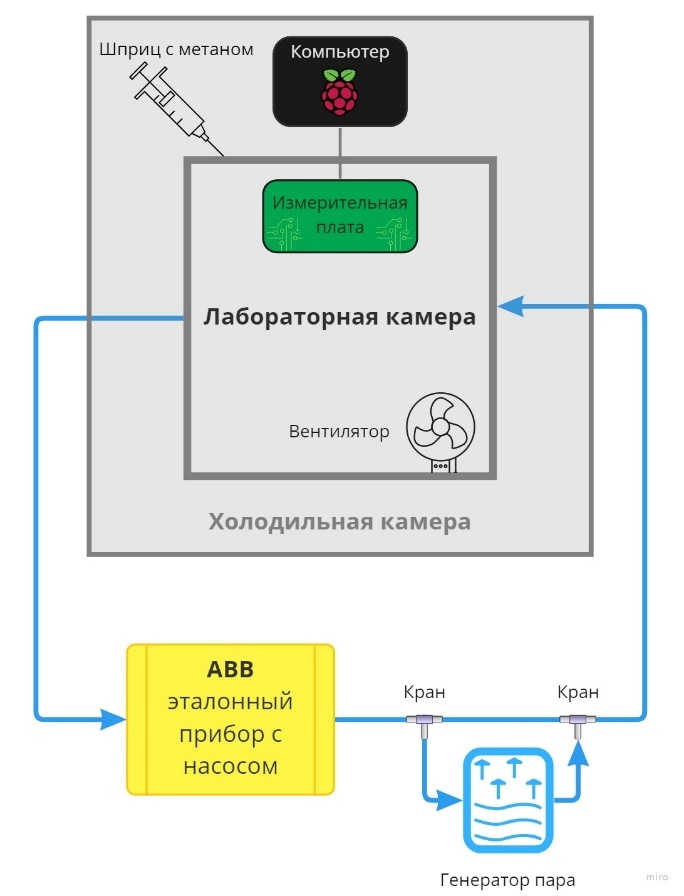 Шприц с метаном
Компьютер
Измерительная
плата
Лабораторная камера
Вентилятор
Холодильная камера
ABB
эталонный
прибор с
насосом
Кран
Кран
Генератор пара
miro